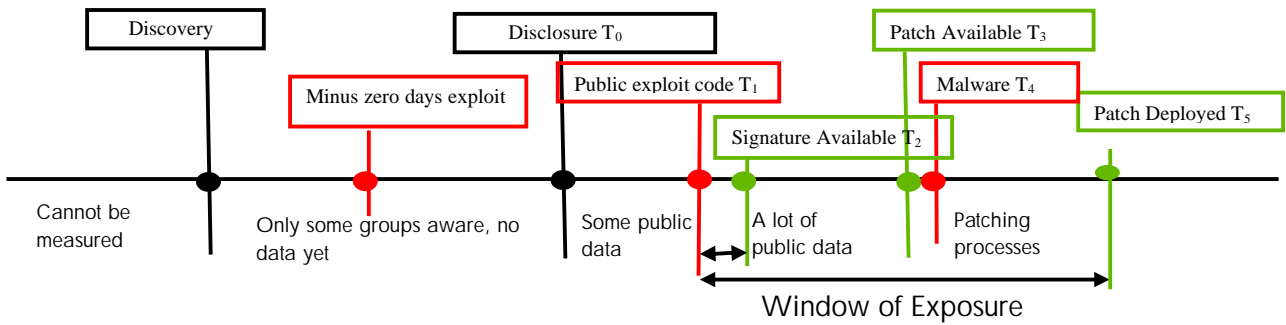 Discovery
Disclosure T₀
Patch Available T₃
Minus zero days exploit
Public exploit code T₁
Malware T₄
Patch Deployed T₅
Signature Available T₂
Cannot be
measured
Only some groups aware, no
data yet
Some public
data
A lot of
public data
Patching
processes
Window of Exposure